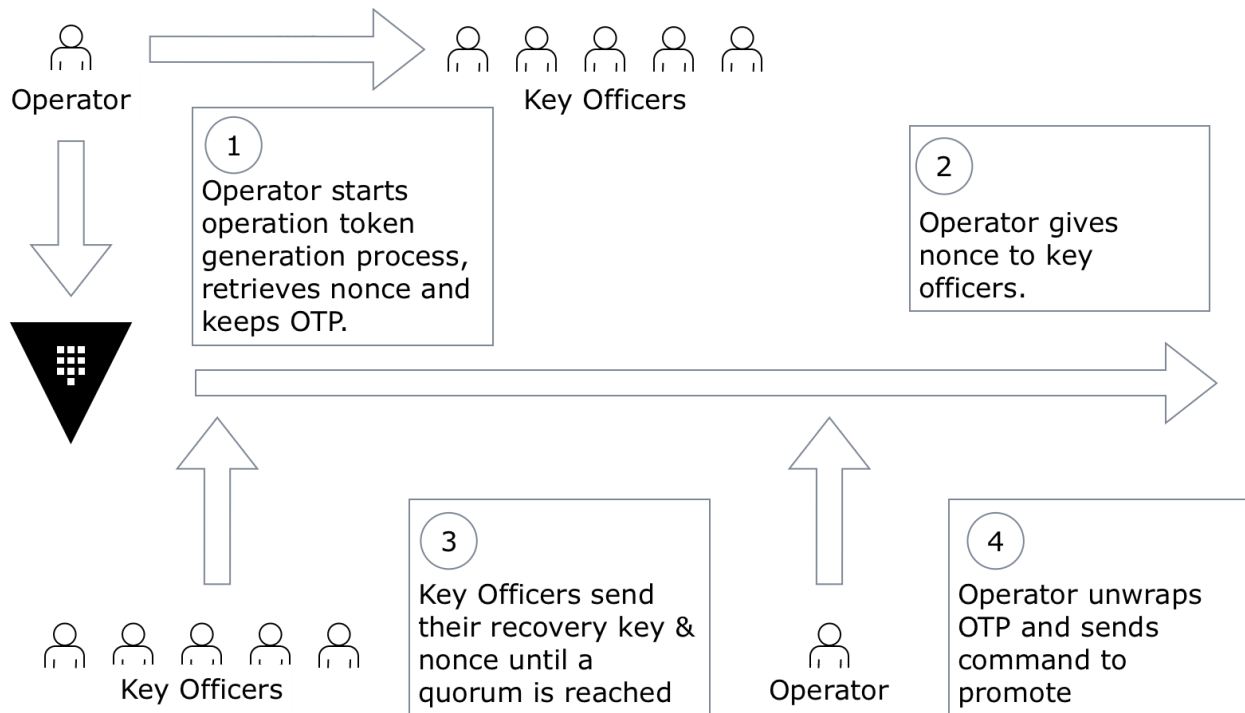 Operator
Key Officers
1
Operator starts
operation token
generation process,
retrieves nonce and
keeps OTP.
2
Operator gives
nonce to key
officers.
3
Key Officers send
their recovery key &
nonce until a
quorum is reached
4
Operator unwraps
OTP and sends
command to
promote
Key Officers
Operator